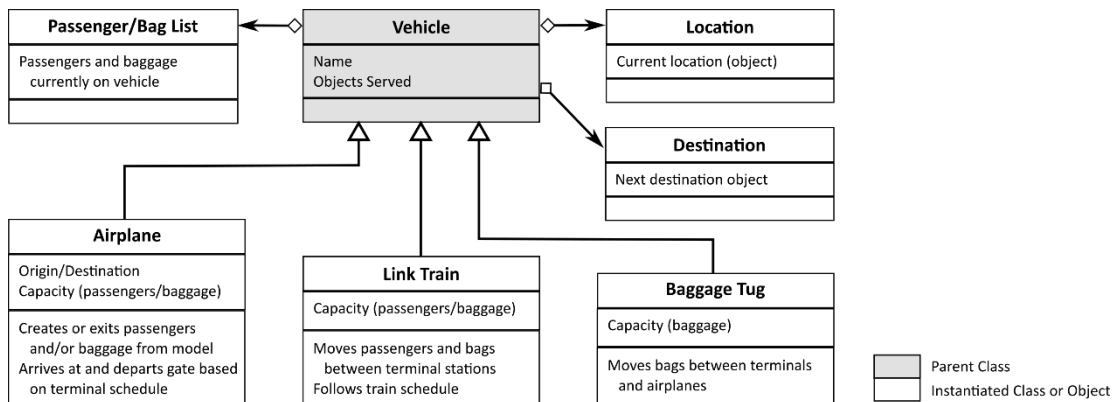 Passenger/Bag List
Passengers and baggage
currently on vehicle
Vehicle
Name
Objects Served
Location
Current location (object)
Destination
Next destination object
Airplane
Origin/Destination
Capacity (passengers/baggage)
Creates or exits passengers
and/or baggage from model
Arrives at and departs gate based
on terminal schedule
Link Train
Capacity (passengers/baggage)
Moves passengers and bags
between terminal stations
Follows train schedule
Baggage Tug
Capacity (baggage)
Moves bags between terminals
and airplanes
Parent Class
Instantiated Class or Object